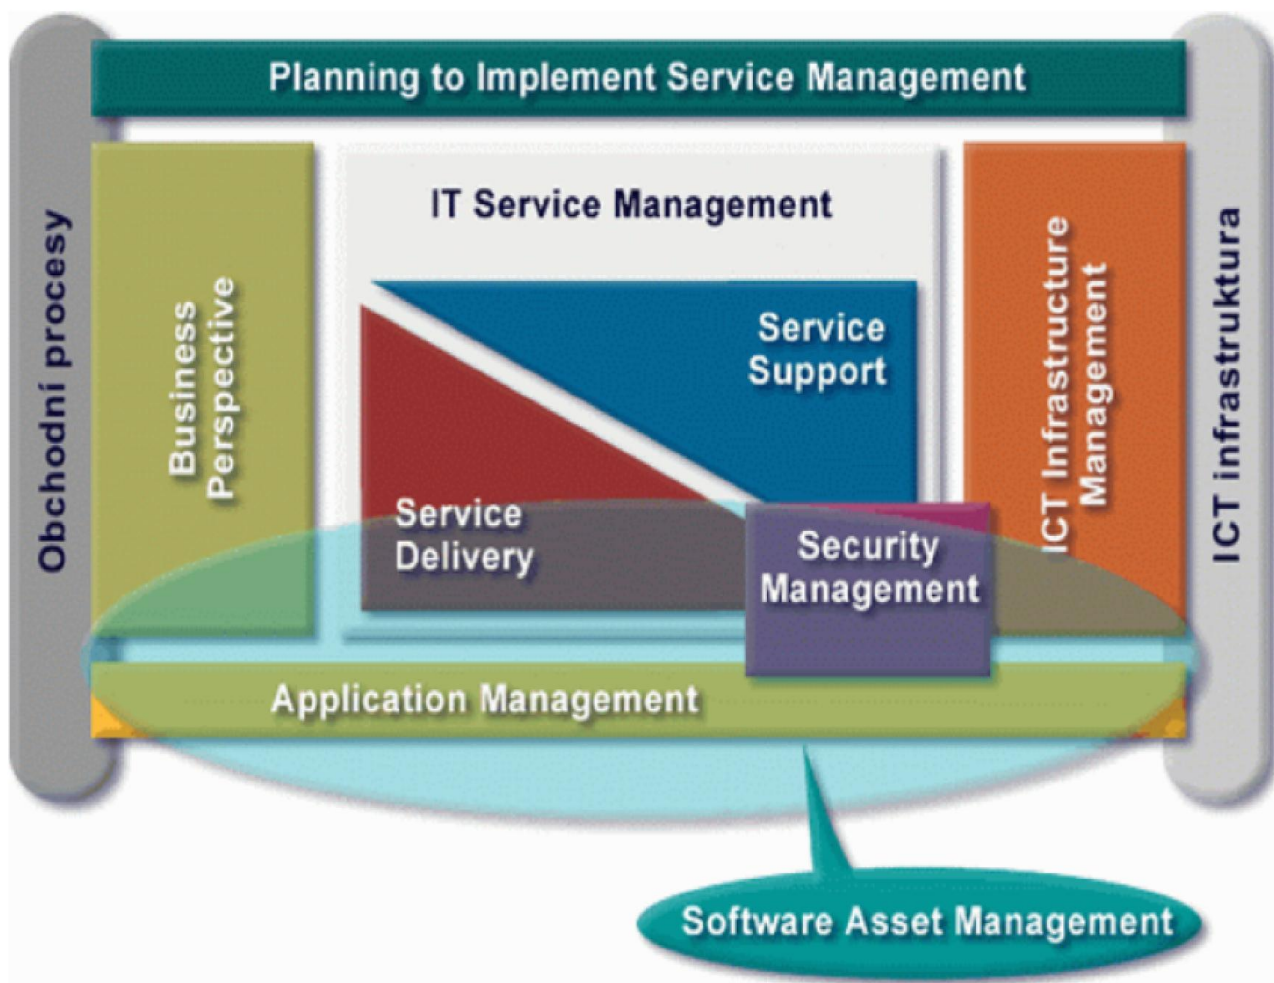 Planning to Implement Service Management
Obchodní procesy
Business
Perspective
IT Service Management
Service
Support
Service
Delivery
Security
Management
ICT Infrastructure
Management
ICT infrastruktura
Application Management
Software Asset Management